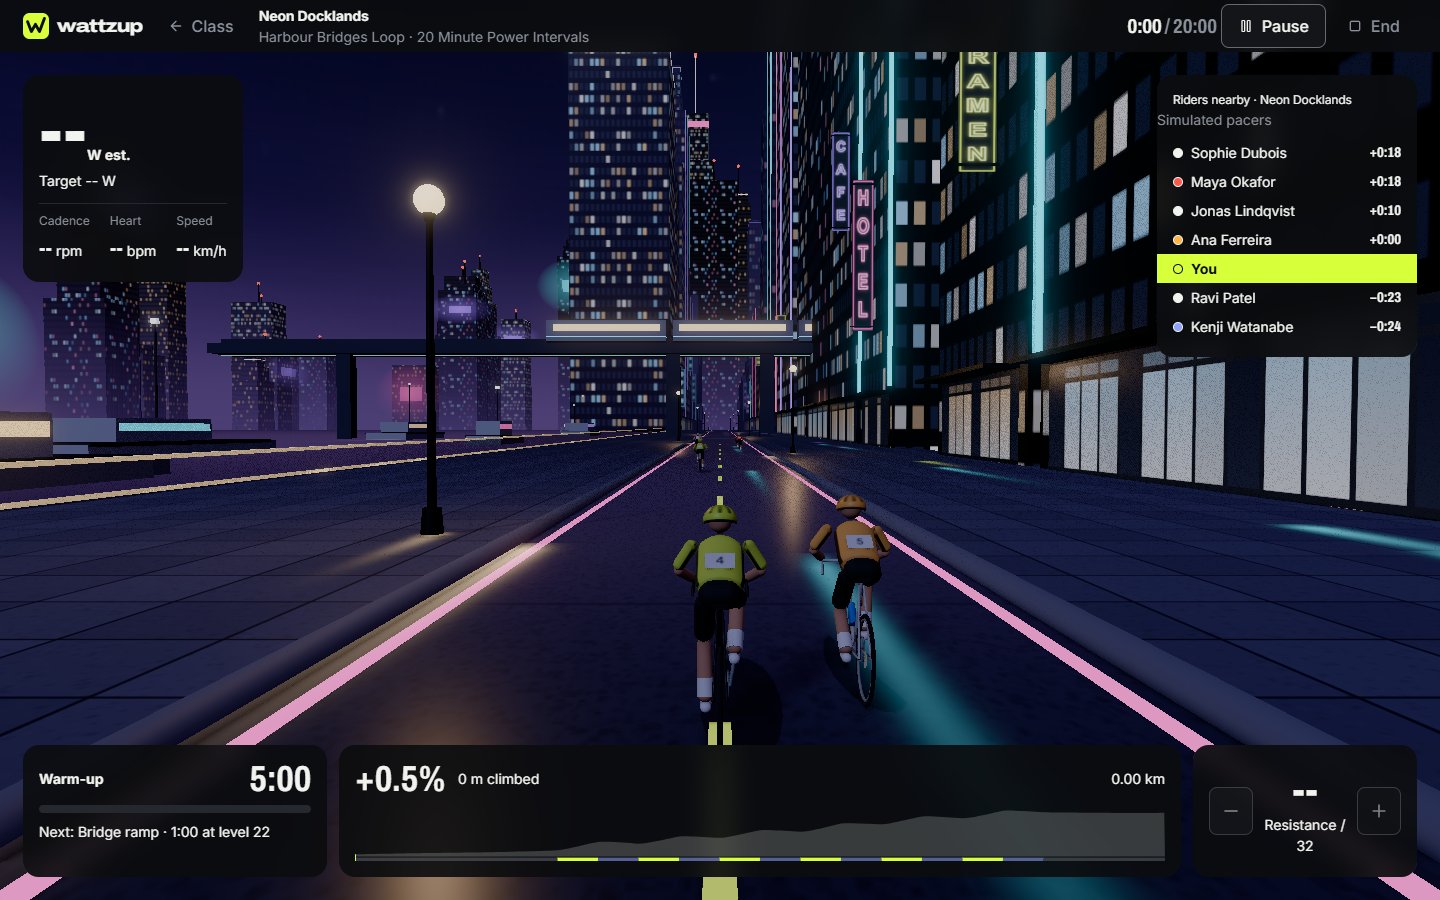 wattzup
Class
Neon Docklands
Harbour Bridges Loop · 20 Minute Power Intervals
0:00 / 20:00
Pause
End
-- W est.
Target -- W
Cadence Heart Speed
-- rpm -- bpm -- km/h
Riders nearby · Neon Docklands
Simulated pacers
Sophie Dubois +0:18
Maya Okafor +0:18
Jonas Lindqvist +0:10
Ana Ferreira +0:00
You
Ravi Patel −0:23
Kenji Watanabe −0:24
RAMEN
CAFE
HOTEL
4
5
Warm-up 5:00
Next: Bridge ramp · 1:00 at level 22
+0.5% 0 m climbed 0.00 km
−
--
+
Resistance /
32